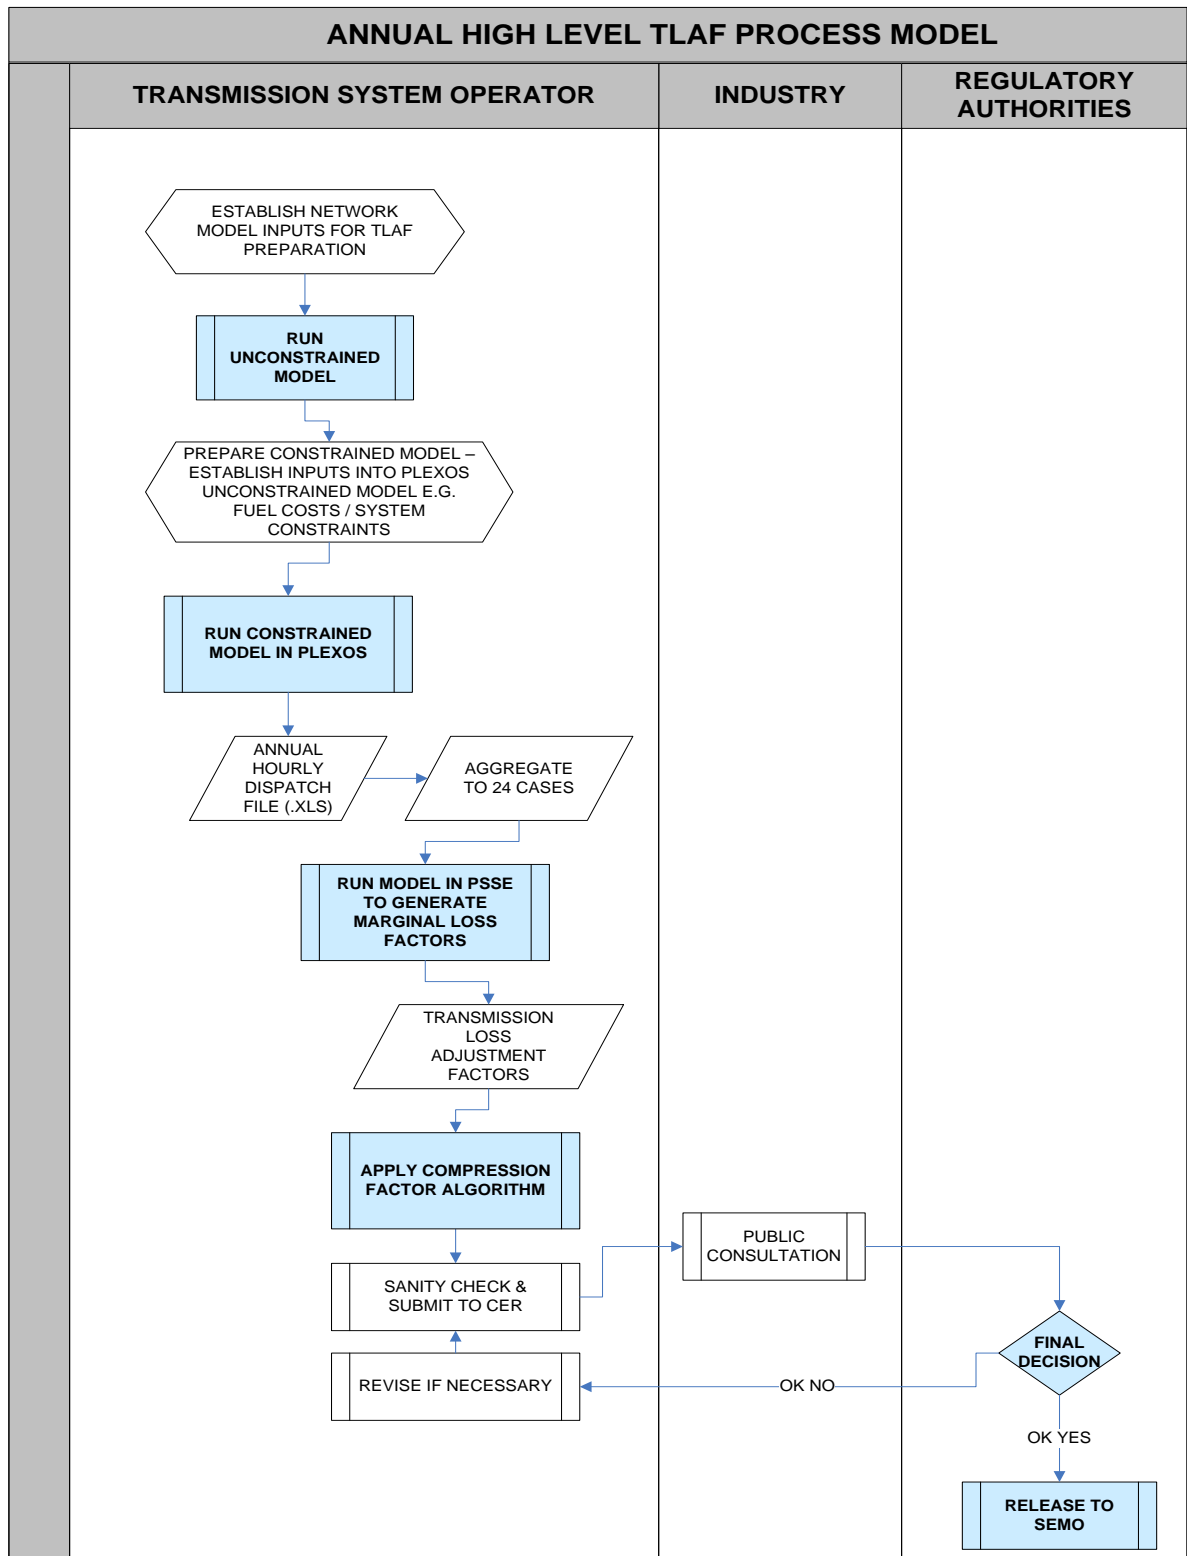 ANNUAL HIGH LEVEL TLAF PROCESS MODEL
TRANSMISSION SYSTEM OPERATOR
INDUSTRY
REGULATORY
AUTHORITIES
ESTABLISH NETWORK
MODEL INPUTS FOR TLAF
PREPARATION
RUN
UNCONSTRAINED
MODEL
PREPARE CONSTRAINED MODEL –
ESTABLISH INPUTS INTO PLEXOS
UNCONSTRAINED MODEL E.G.
FUEL COSTS / SYSTEM
CONSTRAINTS
RUN CONSTRAINED
MODEL IN PLEXOS
ANNUAL
HOURLY
DISPATCH
FILE (.XLS)
AGGREGATE
TO 24 CASES
RUN MODEL IN PSSE
TO GENERATE
MARGINAL LOSS
FACTORS
TRANSMISSION
LOSS
ADJUSTMENT
FACTORS
APPLY COMPRESSION
FACTOR ALGORITHM
SANITY CHECK &
SUBMIT TO CER
PUBLIC
CONSULTATION
FINAL
DECISION
OK NO
REVISE IF NECESSARY
OK YES
RELEASE TO
SEMO